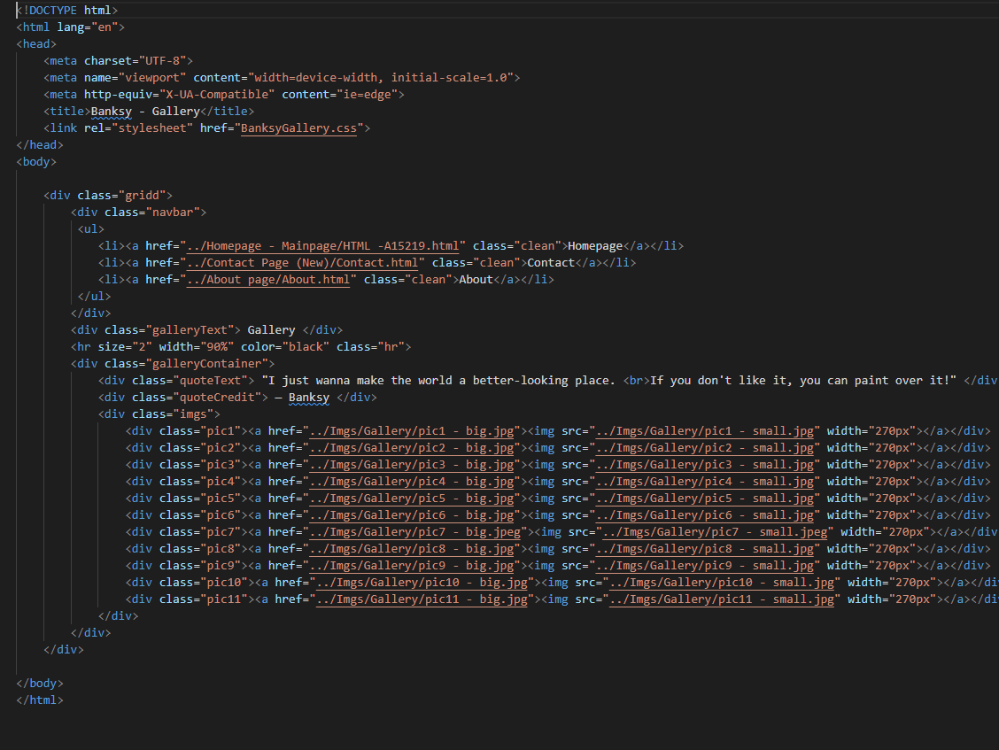 <!DOCTYPE html>
<html lang="en">
<head>
    <meta charset="UTF-8">
    <meta name="viewport" content="width=device-width, initial-scale=1.0">
    <meta http-equiv="X-UA-Compatible" content="ie=edge">
    <title>Banksy - Gallery</title>
    <link rel="stylesheet" href="BanksyGallery.css">
</head>
<body>
    <div class="gridd">
        <div class="navbar">
         <ul>
            <li><a href="../Homepage - Mainpage/HTML -A15219.html" class="clean">Homepage</a></li>
            <li><a href="../Contact Page (New)/Contact.html" class="clean">Contact</a></li>
            <li><a href="../About page/About.html" class="clean">About</a></li>
         </ul>
        </div>
        <div class="galleryText"> Gallery </div>
        <hr size="2" width="90%" color="black" class="hr">
        <div class="galleryContainer">
            <div class="quoteText"> "I just wanna make the world a better-looking place. <br>If you don't like it, you can paint over it!" </div
            <div class="quoteCredit"> – Banksy </div>
            <div class="imgs">
                <div class="pic1"><a href="../Imgs/Gallery/pic1 - big.jpg"><img src="../Imgs/Gallery/pic1 - small.jpg" width="270px"></a></div>
                <div class="pic2"><a href="../Imgs/Gallery/pic2 - big.jpg"><img src="../Imgs/Gallery/pic2 - small.jpg" width="270px"></a></div>
                <div class="pic3"><a href="../Imgs/Gallery/pic3 - big.jpg"><img src="../Imgs/Gallery/pic3 - small.jpg" width="270px"></a></div>
                <div class="pic4"><a href="../Imgs/Gallery/pic4 - big.jpg"><img src="../Imgs/Gallery/pic4 - small.jpg" width="270px"></a></div>
                <div class="pic5"><a href="../Imgs/Gallery/pic5 - big.jpg"><img src="../Imgs/Gallery/pic5 - small.jpg" width="270px"></a></div>
                <div class="pic6"><a href="../Imgs/Gallery/pic6 - big.jpg"><img src="../Imgs/Gallery/pic6 - small.jpg" width="270px"></a></div>
                <div class="pic7"><a href="../Imgs/Gallery/pic7 - big.jpeg"><img src="../Imgs/Gallery/pic7 - small.jpeg" width="270px"></a></div
                <div class="pic8"><a href="../Imgs/Gallery/pic8 - big.jpg"><img src="../Imgs/Gallery/pic8 - small.jpg" width="270px"></a></div>
                <div class="pic9"><a href="../Imgs/Gallery/pic9 - big.jpg"><img src="../Imgs/Gallery/pic9 - small.jpg" width="270px"></a></div>
                <div class="pic10"><a href="../Imgs/Gallery/pic10 - big.jpg"><img src="../Imgs/Gallery/pic10 - small.jpg" width="270px"></a></di
                <div class="pic11"><a href="../Imgs/Gallery/pic11 - big.jpg"><img src="../Imgs/Gallery/pic11 - small.jpg" width="270px"></a></di
            </div>
        </div>
    </div>
</body>
</html>